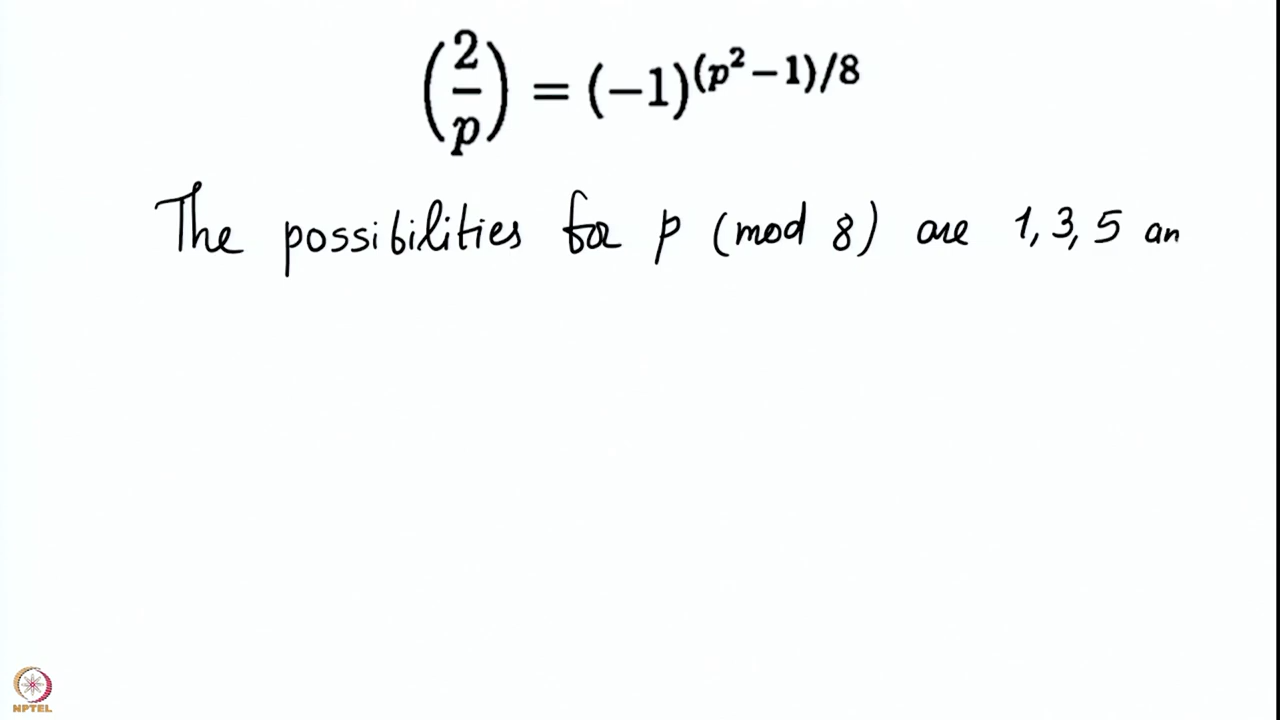 (2/p) = (−1)^{(p²−1)/8}
The possibilities for p (mod 8) are 1, 3, 5 an
NPTEL